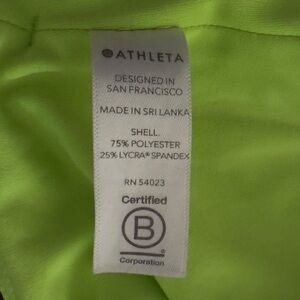 ATHLETA
DESIGNED IN
SAN FRANCISCO
MADE IN SRI LANKA
SHELL
75% POLYESTER
25% LYCRA® SPANDEX
RN 54023
Certified
B
Corporation